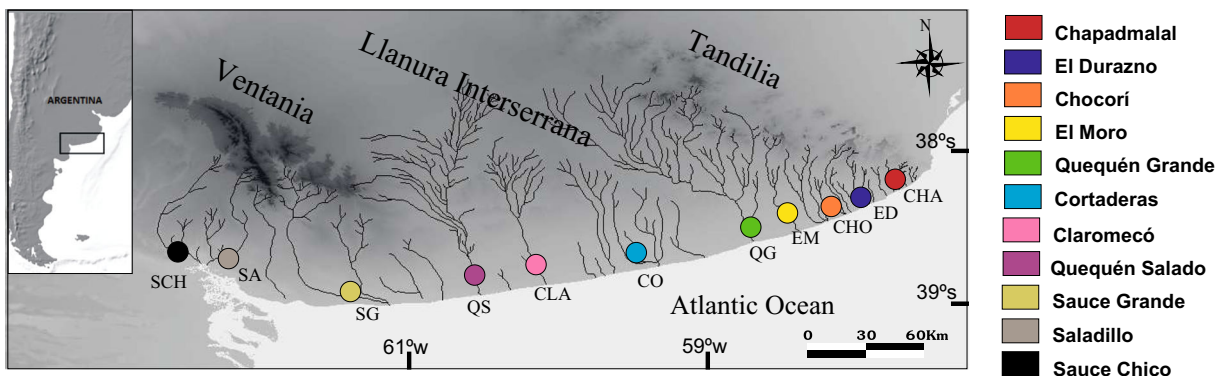 ARGENTINA
Ventania
Llanura Interserrana
Tandilia
N
38ºs
39ºs
SCH
SA
SG
QS
CLA
CO
QG
EM
CHO
ED
CHA
Atlantic Ocean
0 30 60Km
61ºw
59ºw
Chapadmalal
El Durazno
Chocorí
El Moro
Quequén Grande
Cortaderas
Claromecó
Quequén Salado
Sauce Grande
Saladillo
Sauce Chico